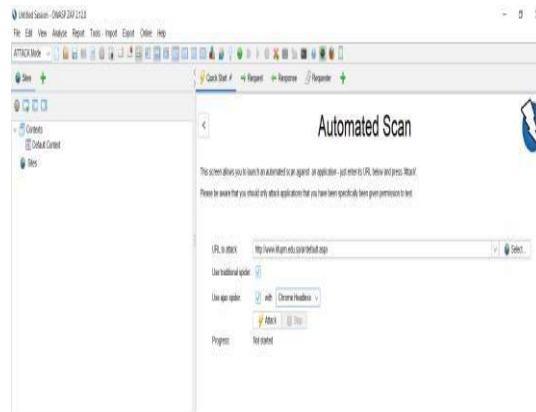 Untitled Session - OWASP ZAP 2.12.0
File Edit View Analyse Report Tools Import Export Online Help
ATTACK Mode
Sites
Quick Start
Request
Response
Requester
Contexts
Default Context
Sites
Automated Scan
This screen allows you to launch an automated scan against an application - just enter its URL below and press 'Attack'.
Please be aware that you should only attack applications that you have been specifically been given permission to test.
URL to attack:
Select...
Use traditional spider:
Use ajax spider:
with
Chrome Headless
Attack
Stop
Progress:
Not started